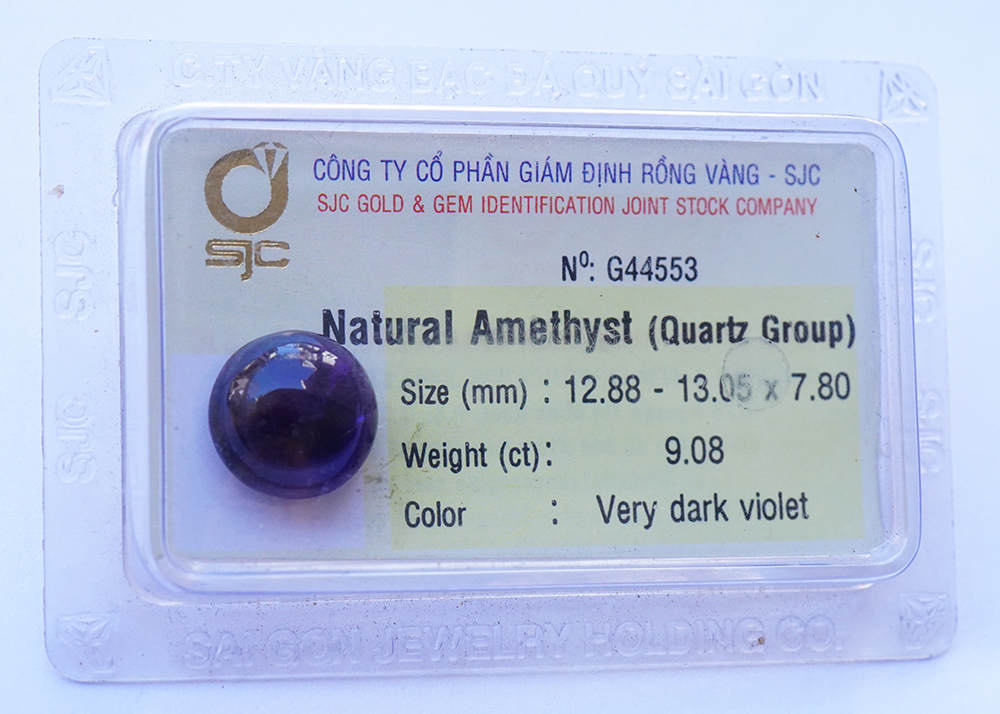 C.TY VÀNG BẠC ĐÁ QUÝ SÀI GÒN
SJC
CÔNG TY CỔ PHẦN GIÁM ĐỊNH RỒNG VÀNG - SJC
SJC GOLD & GEM IDENTIFICATION JOINT STOCK COMPANY
Nº: G44553
Natural Amethyst (Quartz Group)
Size (mm) : 12.88 - 13.05 x 7.80
Weight (ct): 9.08
Color : Very dark violet
SJC
SJC
SJC
SJC
SAI GON JEWELRY HOLDING CO.